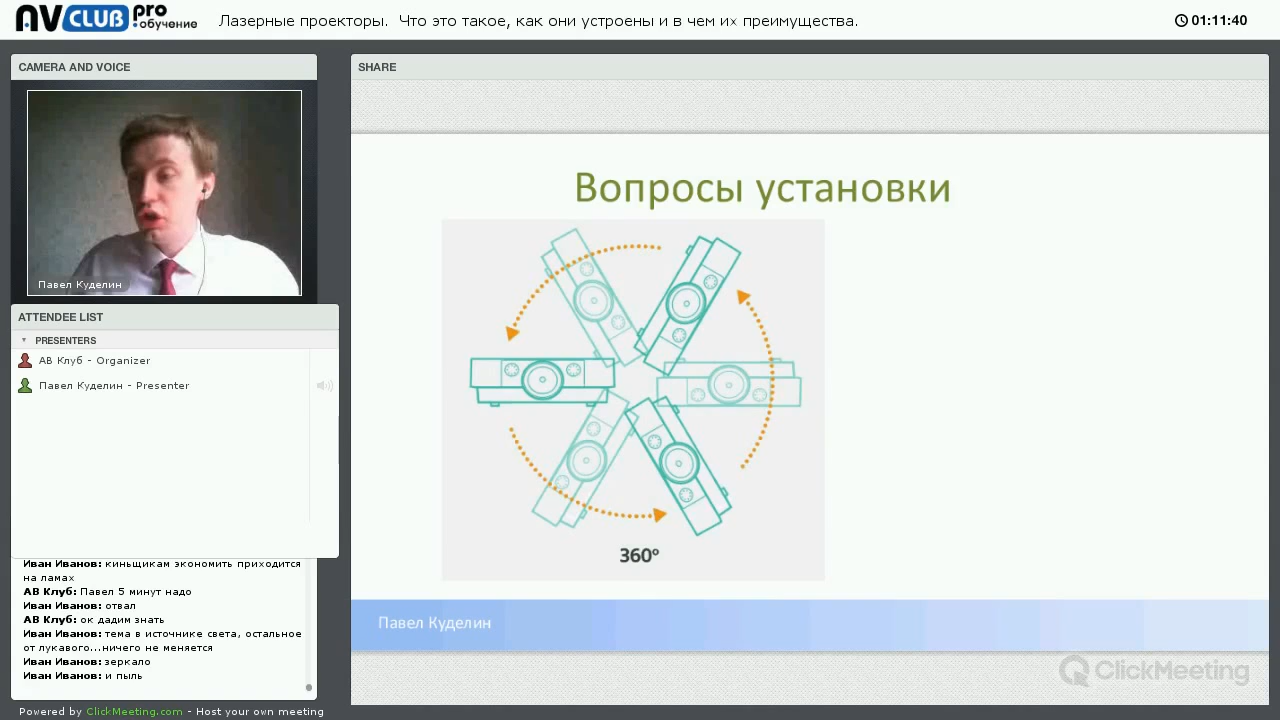 AV CLUB pro
обучение
Лазерные проекторы. Что это такое, как они устроены и в чем их преимущества.
01:11:40
CAMERA AND VOICE
Павел Куделин
ATTENDEE LIST
PRESENTERS
АВ Клуб - Organizer
Павел Куделин - Presenter
Иван Иванов: киньщикам экономить приходится
на ламах
АВ Клуб: Павел 5 минут надо
Иван Иванов: отвал
АВ Клуб: ок дадим знать
Иван Иванов: тема в источнике света, остальное
от лукавого...ничего не меняется
Иван Иванов: зеркало
Иван Иванов: и пыль
Powered by ClickMeeting.com - Host your own meeting
SHARE
Вопросы установки
360º
Павел Куделин
ClickMeeting